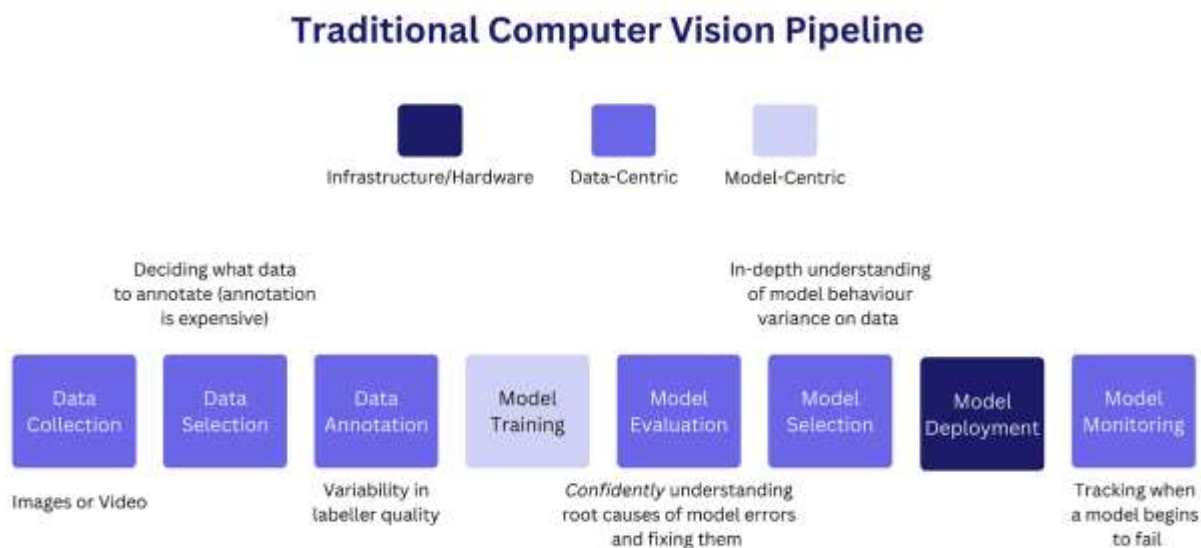 Traditional Computer Vision Pipeline
Infrastructure/Hardware
Data-Centric
Model-Centric
Deciding what data
to annotate (annotation
is expensive)
In-depth understanding
of model behaviour
variance on data
Data
Collection
Data
Selection
Data
Annotation
Model
Training
Model
Evaluation
Model
Selection
Model
Deployment
Model
Monitoring
Images or Video
Variability in
labeller quality
Confidently understanding
root causes of model errors
and fixing them
Tracking when
a model begins
to fail